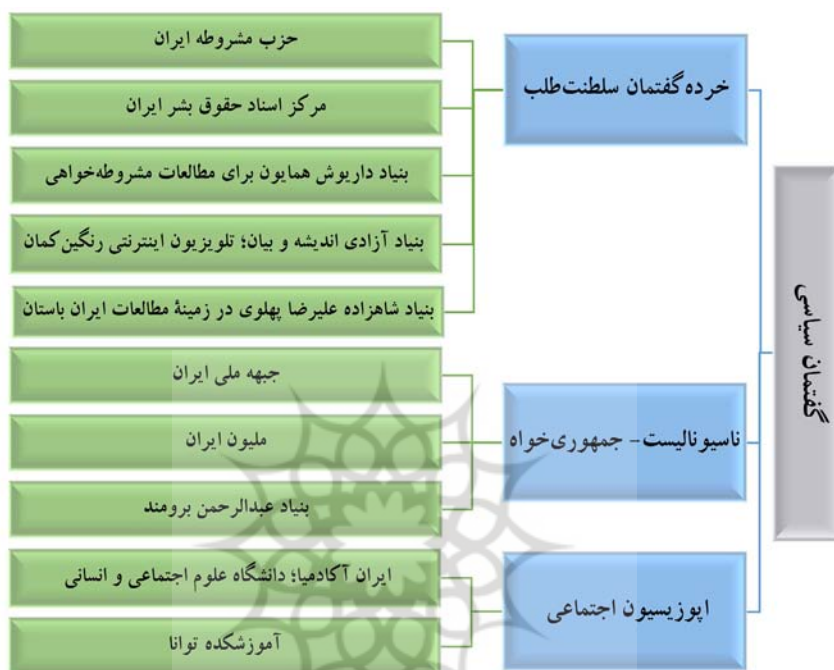 گفتمان سیاسی
خرده‌گفتمان سلطنت‌طلب
حزب مشروطه ایران
مرکز اسناد حقوق بشر ایران
بنیاد داریوش همایون برای مطالعات مشروطه‌خواهی
بنیاد آزادی اندیشه و بیان؛ تلویزیون اینترنتی رنگین‌کمان
بنیاد شاهزاده علیرضا پهلوی در زمینهٔ مطالعات ایران باستان
ناسیونالیست- جمهوری‌خواه
جبهه ملی ایران
ملیون ایران
بنیاد عبدالرحمن برومند
اپوزیسیون اجتماعی
ایران آکادمیا؛ دانشگاه علوم اجتماعی و انسانی
آموزشکده توانا